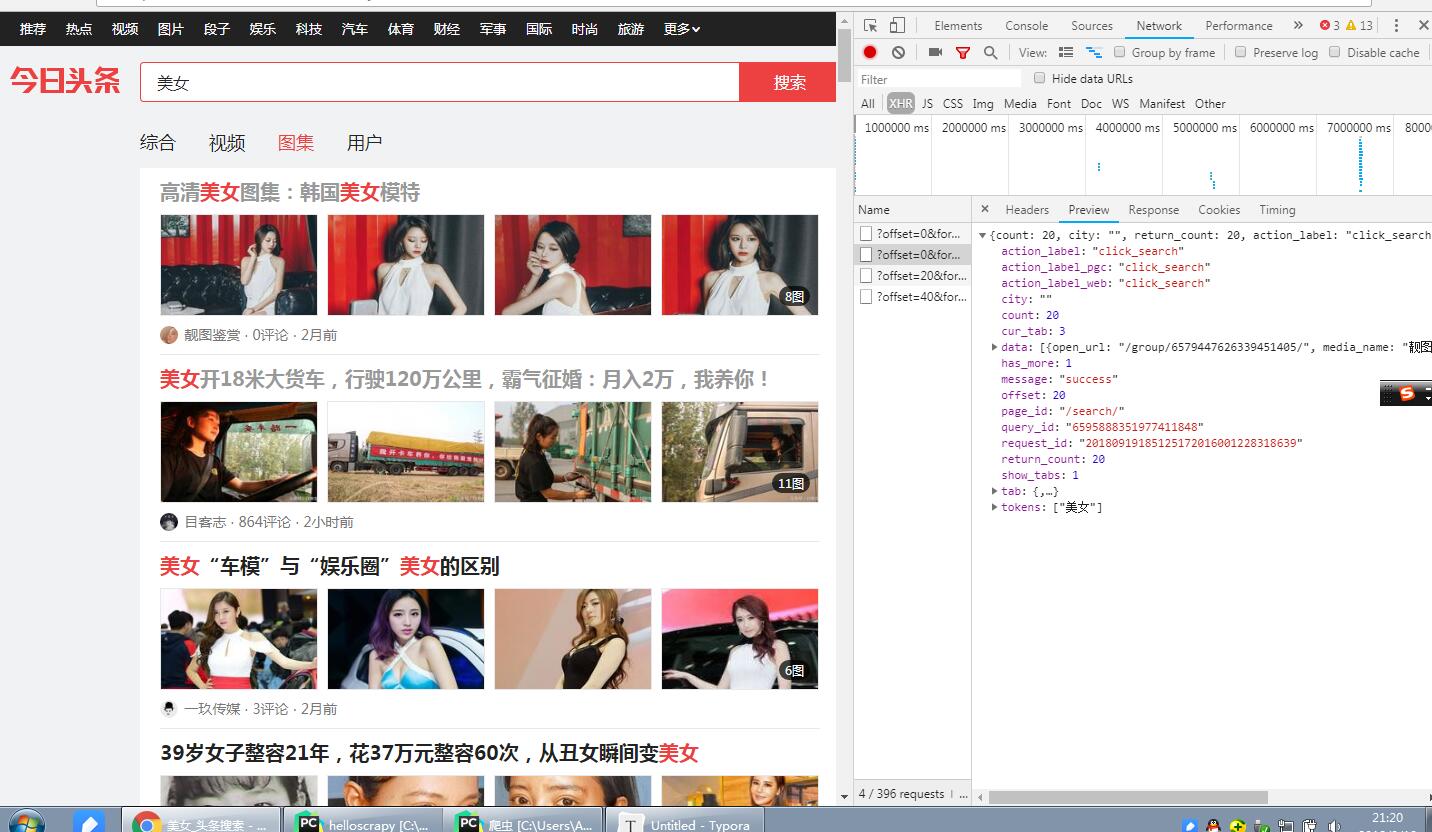 推荐 热点 视频 图片 段子 娱乐 科技 汽车 体育 财经 军事 国际 时尚 旅游 更多
今日头条 美女 搜索
综合 视频 图集 用户
高清美女图集：韩国美女模特
8图
靓图鉴赏 · 0评论 · 2月前
美女开18米大货车，行驶120万公里，霸气征婚：月入2万，我养你！
11图
目客志 · 864评论 · 2小时前
美女“车模”与“娱乐圈”美女的区别
6图
一玖传媒 · 3评论 · 2月前
39岁女子整容21年，花37万元整容60次，从丑女瞬间变美女
Elements Console Sources Network Performance » 3 13
View: Group by frame Preserve log Disable cache
Filter Hide data URLs
All XHR JS CSS Img Media Font Doc WS Manifest Other
1000000 ms 2000000 ms 3000000 ms 4000000 ms 5000000 ms 6000000 ms 7000000 ms 8000
Name
?offset=0&for...
?offset=0&for...
?offset=20&for...
?offset=40&for...
4 / 396 requests ...
× Headers Preview Response Cookies Timing
{count: 20, city: "", return_count: 20, action_label: "click_search
action_label: "click_search"
action_label_pgc: "click_search"
action_label_web: "click_search"
city: ""
count: 20
cur_tab: 3
data: [{open_url: "/group/6579447626339451405/", media_name: "靓图
has_more: 1
message: "success"
offset: 20
page_id: "/search/"
query_id: "6595888351977411848"
request_id: "20180919185125172016001228318639"
return_count: 20
show_tabs: 1
tab: {,…}
tokens: ["美女"]
美女_头条搜索 - ... helloscrapy [C:\... 爬虫 [C:\Users\A... Untitled - Typora
21:20